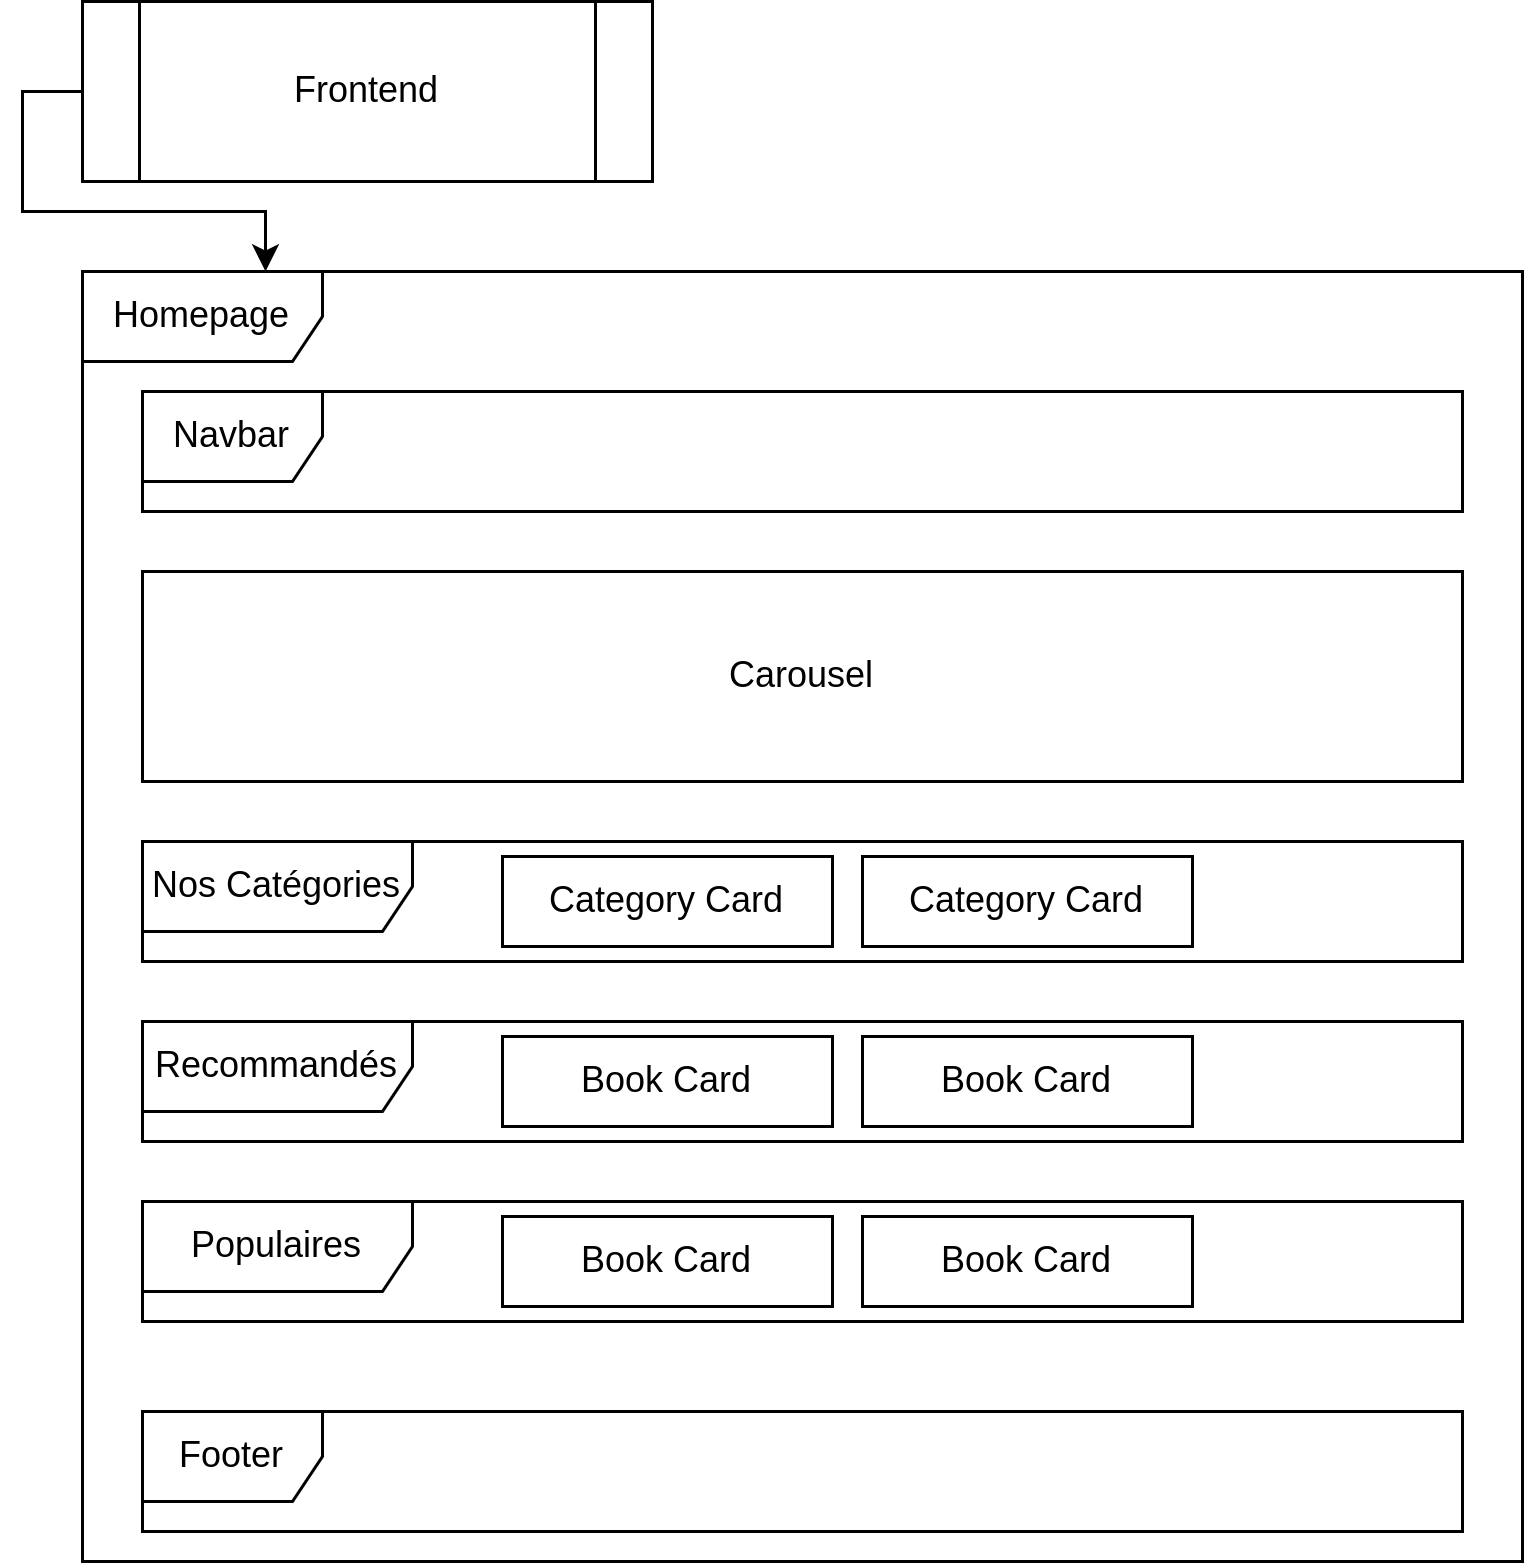 Frontend
Homepage
Navbar
Carousel
Nos Catégories
Category Card
Category Card
Recommandés
Book Card
Book Card
Populaires
Book Card
Book Card
Footer